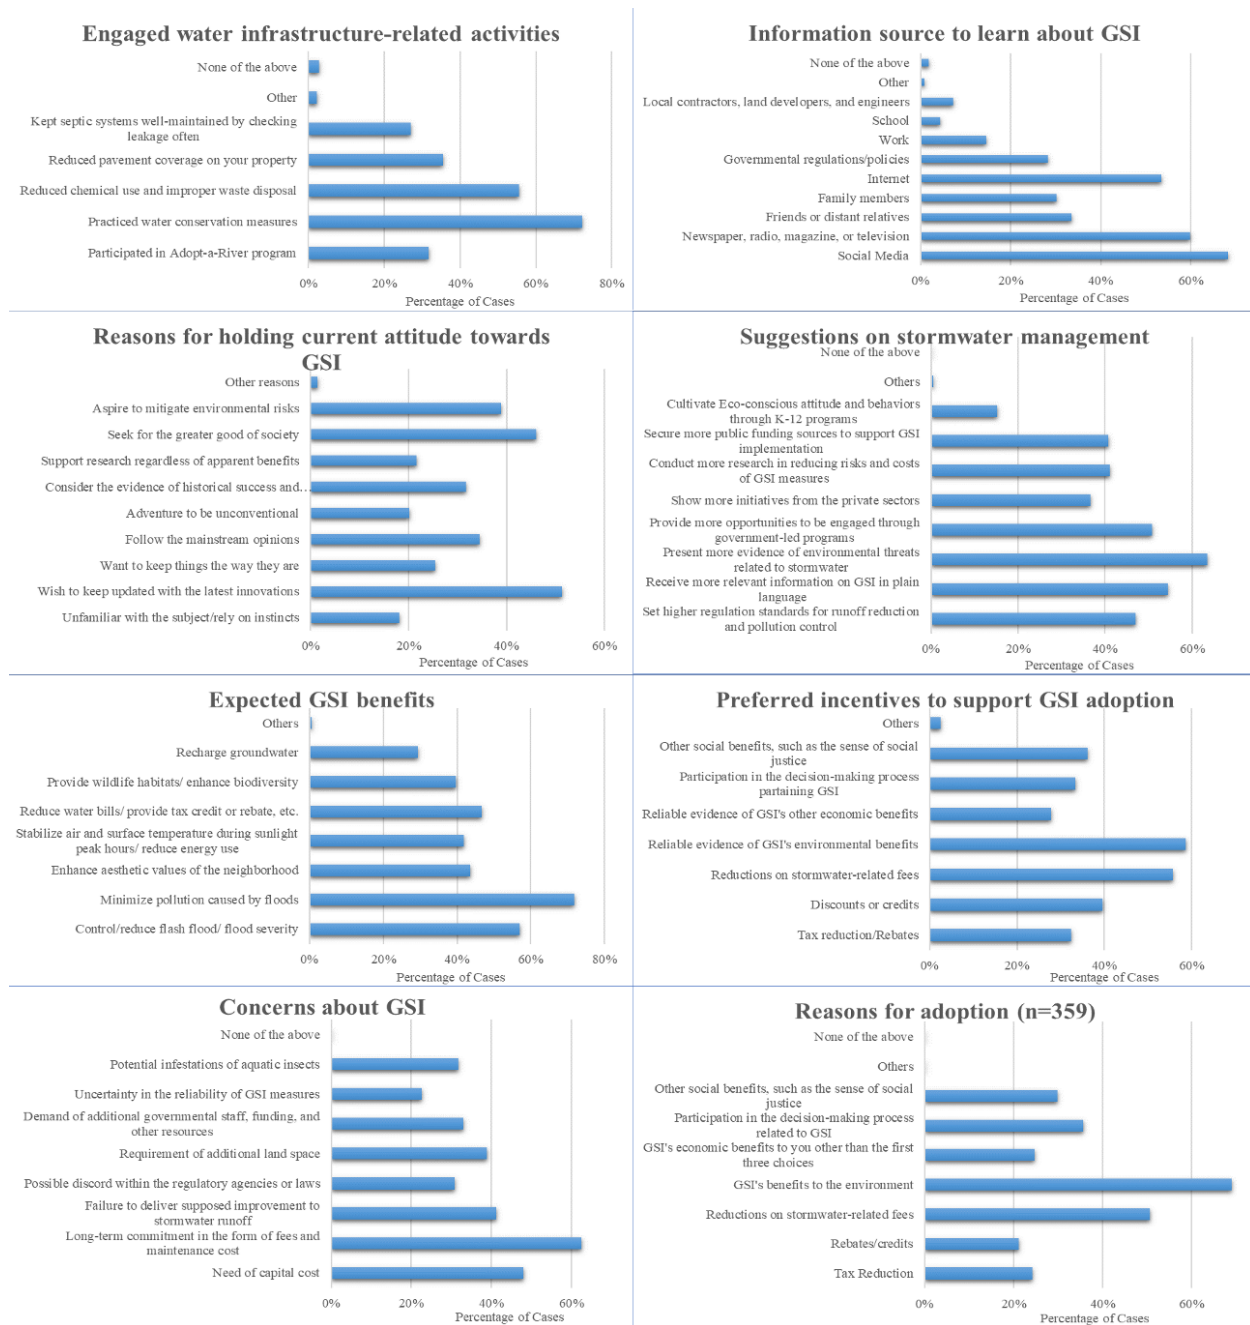 Engaged water infrastructure-related activities
None of the above
Other
Kept septic systems well-maintained by checking
leakage often
Reduced pavement coverage on your property
Reduced chemical use and improper waste disposal
Practiced water conservation measures
Participated in Adopt-a-River program
0% 20% 40% 60% 80%
Percentage of Cases
Information source to learn about GSI
None of the above
Other
Local contractors, land developers, and engineers
School
Work
Governmental regulations/policies
Internet
Family members
Friends or distant relatives
Newspaper, radio, magazine, or television
Social Media
0% 20% 40% 60%
Percentage of Cases
Reasons for holding current attitude towards
GSI
Other reasons
Aspire to mitigate environmental risks
Seek for the greater good of society
Support research regardless of apparent benefits
Consider the evidence of historical success and…
Adventure to be unconventional
Follow the mainstream opinions
Want to keep things the way they are
Wish to keep updated with the latest innovations
Unfamiliar with the subject/rely on instincts
0% 20% 40% 60%
Percentage of Cases
Suggestions on stormwater management
None of the above
Others
Cultivate Eco-conscious attitude and behaviors
through K-12 programs
Secure more public funding sources to support GSI
implementation
Conduct more research in reducing risks and costs
of GSI measures
Show more initiatives from the private sectors
Provide more opportunities to be engaged through
government-led programs
Present more evidence of environmental threats
related to stormwater
Receive more relevant information on GSI in plain
language
Set higher regulation standards for runoff reduction
and pollution control
0% 20% 40% 60%
Percentage of Cases
Expected GSI benefits
Others
Recharge groundwater
Provide wildlife habitats/ enhance biodiversity
Reduce water bills/ provide tax credit or rebate, etc.
Stabilize air and surface temperature during sunlight
peak hours/ reduce energy use
Enhance aesthetic values of the neighborhood
Minimize pollution caused by floods
Control/reduce flash flood/ flood severity
0% 20% 40% 60% 80%
Percentage of Cases
Preferred incentives to support GSI adoption
Others
Other social benefits, such as the sense of social
justice
Participation in the decision-making process
partaining GSI
Reliable evidence of GSI's other economic benefits
Reliable evidence of GSI's environmental benefits
Reductions on stormwater-related fees
Discounts or credits
Tax reduction/Rebates
0% 20% 40% 60%
Percentage of Cases
Concerns about GSI
None of the above
Potential infestations of aquatic insects
Uncertainty in the reliability of GSI measures
Demand of additional governmental staff, funding, and
other resources
Requirement of additional land space
Possible discord within the regulatory agencies or laws
Failure to deliver supposed improvement to
stormwater runoff
Long-term commitment in the form of fees and
maintenance cost
Need of capital cost
0% 20% 40% 60%
Percentage of Cases
Reasons for adoption (n=359)
None of the above
Others
Other social benefits, such as the sense of social
justice
Participation in the decision-making process
related to GSI
GSI's economic benefits to you other than the first
three choices
GSI's benefits to the environment
Reductions on stormwater-related fees
Rebates/credits
Tax Reduction
0% 20% 40% 60%
Percentage of Cases